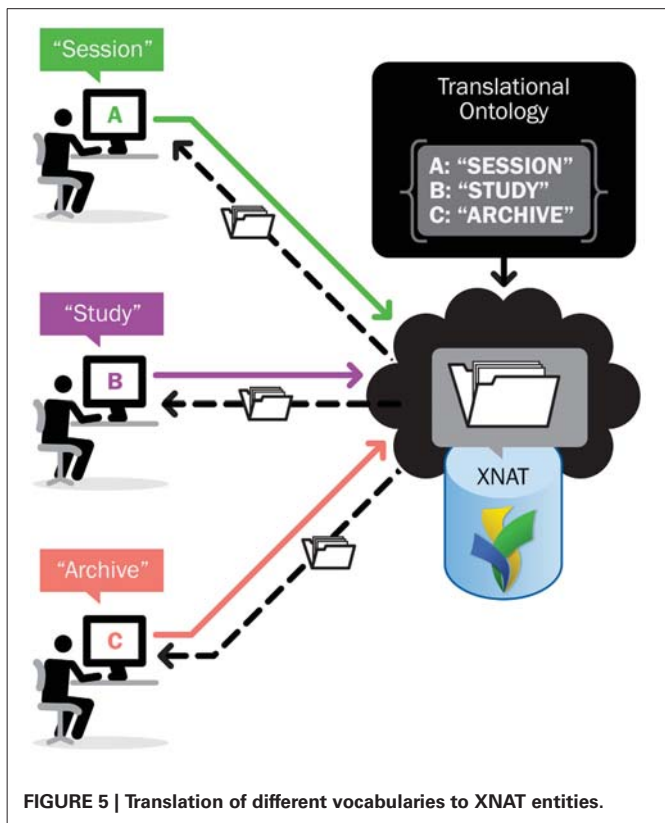 "Session"
A
Translational
Ontology
A: "SESSION"
B: "STUDY"
C: "ARCHIVE"
"Study"
B
XNAT
"Archive"
C
FIGURE 5 | Translation of different vocabularies to XNAT entities.